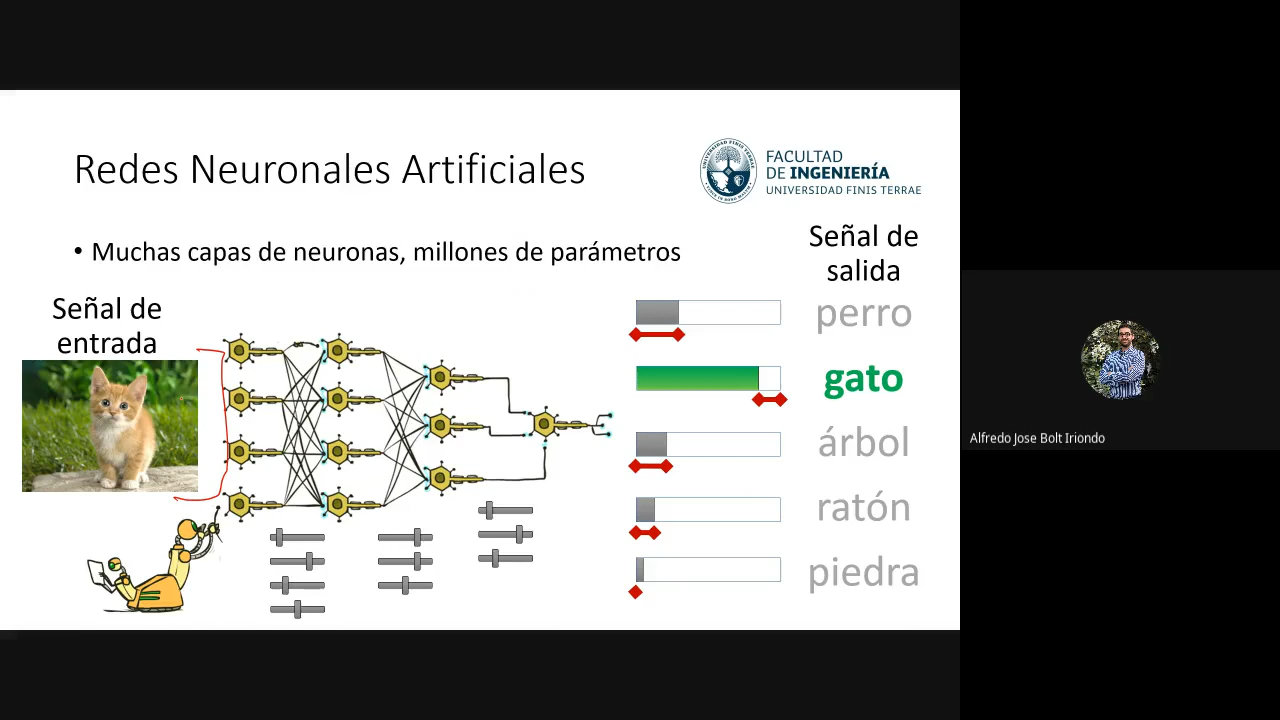 Redes Neuronales Artificiales
FACULTAD
DE INGENIERÍA
UNIVERSIDAD FINIS TERRAE
• Muchas capas de neuronas, millones de parámetros
Señal de
entrada
Señal de
salida
perro
gato
árbol
ratón
piedra
Alfredo Jose Bolt Iriondo